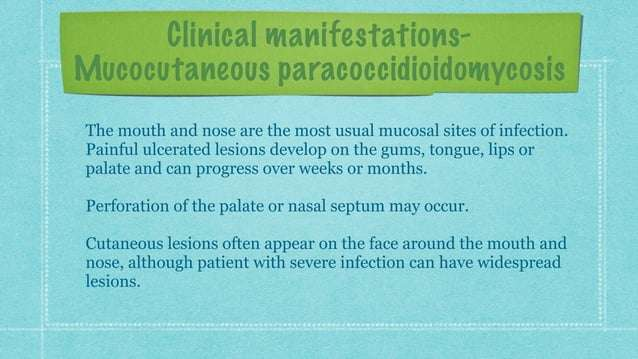 Clinical manifestations-
Mucocutaneous paracoccidioidomycosis
The mouth and nose are the most usual mucosal sites of infection.
Painful ulcerated lesions develop on the gums, tongue, lips or
palate and can progress over weeks or months.
Perforation of the palate or nasal septum may occur.
Cutaneous lesions often appear on the face around the mouth and
nose, although patient with severe infection can have widespread
lesions.